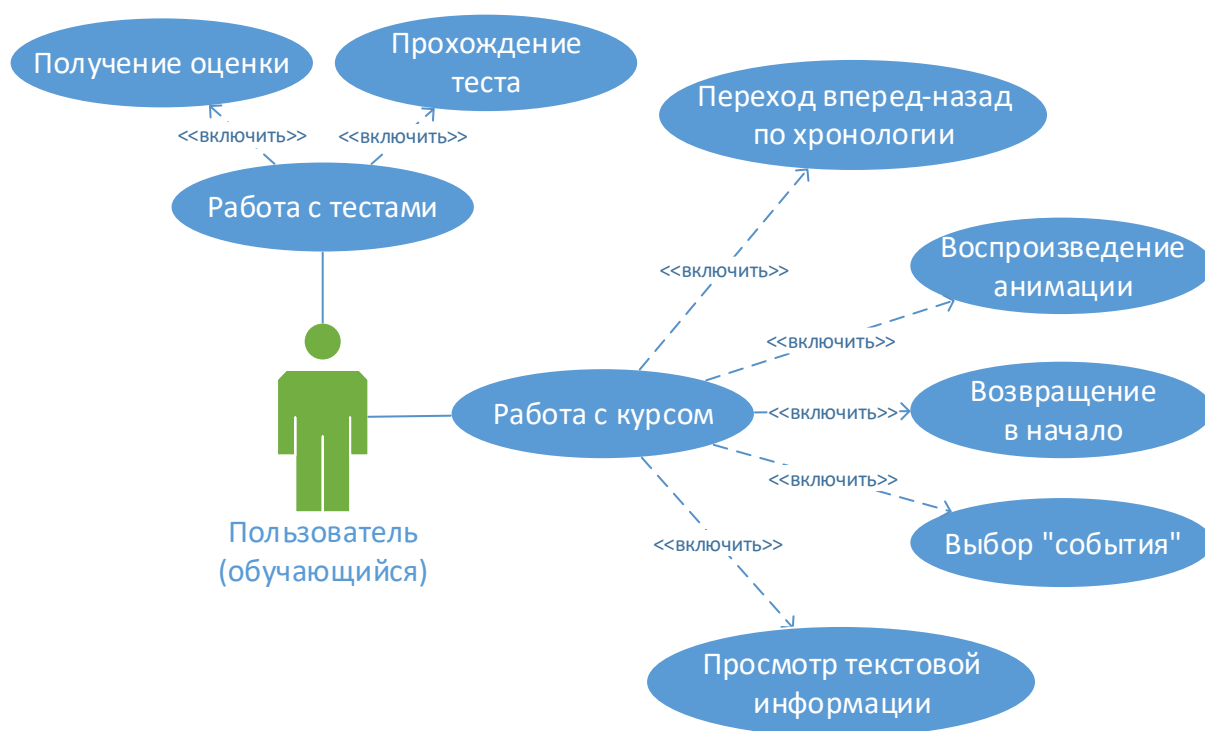 Получение оценки
Прохождение
теста
<<включить>>
<<включить>>
Работа с тестами
Переход вперед-назад
по хронологии
<<включить>>
Воспроизведение
анимации
<<включить>>
Работа с курсом
<<включить>>
Возвращение
в начало
<<включить>>
Выбор "события"
<<включить>>
Просмотр текстовой
информации
Пользователь
(обучающийся)